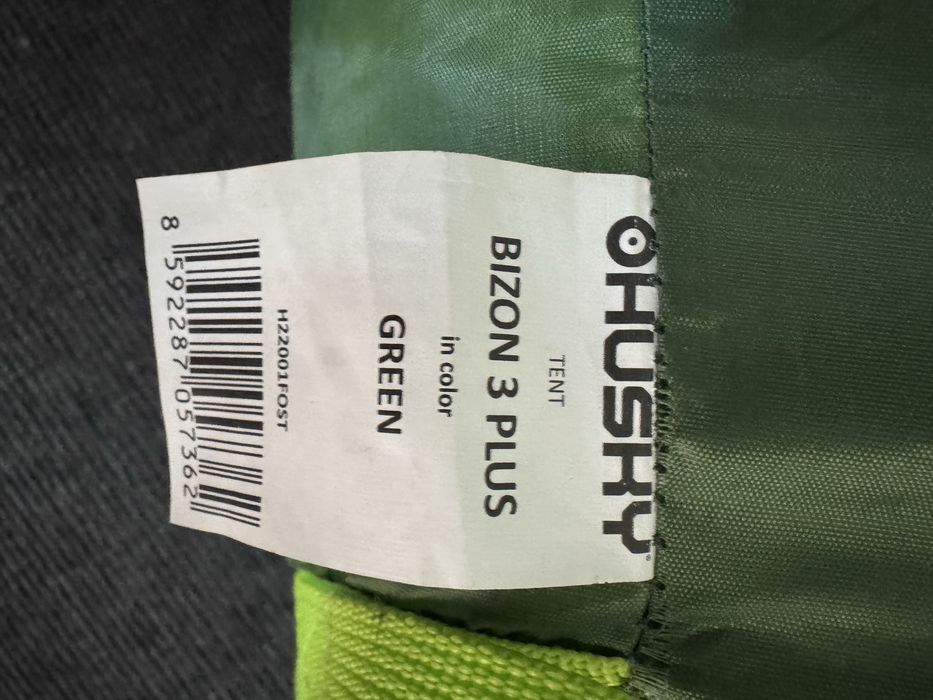 HUSKY®
TENT
BIZON 3 PLUS
in color
GREEN
H22001FOST
8 592287 057362